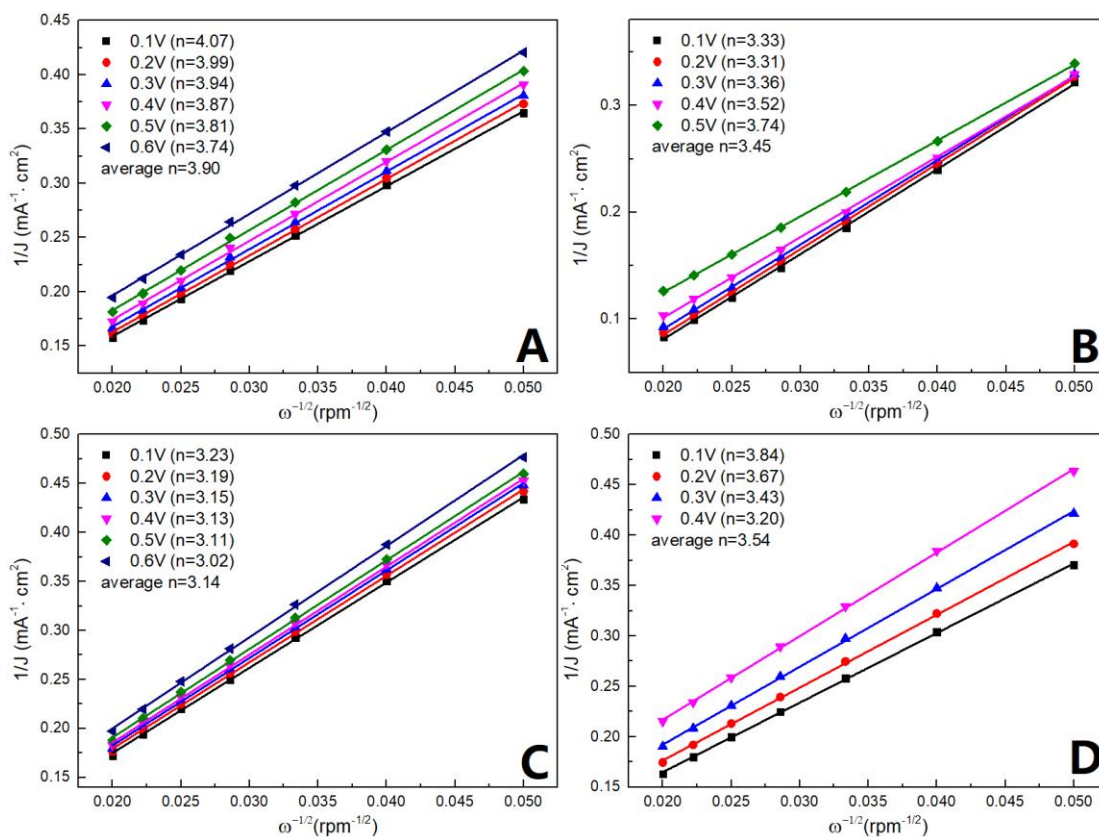 0.45
0.40
0.35
0.30
0.25
0.20
0.15
1/J (mA⁻¹· cm²)
0.1V (n=4.07)
0.2V (n=3.99)
0.3V (n=3.94)
0.4V (n=3.87)
0.5V (n=3.81)
0.6V (n=3.74)
average n=3.90
A
0.020 0.025 0.030 0.035 0.040 0.045 0.050
ω⁻¹/²(rpm⁻¹/²)
0.3
0.2
0.1
1/J (mA⁻¹· cm²)
0.1V (n=3.33)
0.2V (n=3.31)
0.3V (n=3.36)
0.4V (n=3.52)
0.5V (n=3.74)
average n=3.45
B
0.020 0.025 0.030 0.035 0.040 0.045 0.050
ω⁻¹/²(rpm⁻¹/²)
0.50
0.45
0.40
0.35
0.30
0.25
0.20
0.15
1/J (mA⁻¹· cm²)
0.1V (n=3.23)
0.2V (n=3.19)
0.3V (n=3.15)
0.4V (n=3.13)
0.5V (n=3.11)
0.6V (n=3.02)
average n=3.14
C
0.020 0.025 0.030 0.035 0.040 0.045 0.050
ω⁻¹/²(rpm⁻¹/²)
0.50
0.45
0.40
0.35
0.30
0.25
0.20
0.15
1/J (mA⁻¹· cm²)
0.1V (n=3.84)
0.2V (n=3.67)
0.3V (n=3.43)
0.4V (n=3.20)
average n=3.54
D
0.020 0.025 0.030 0.035 0.040 0.045 0.050
ω⁻¹/²(rpm⁻¹/²)